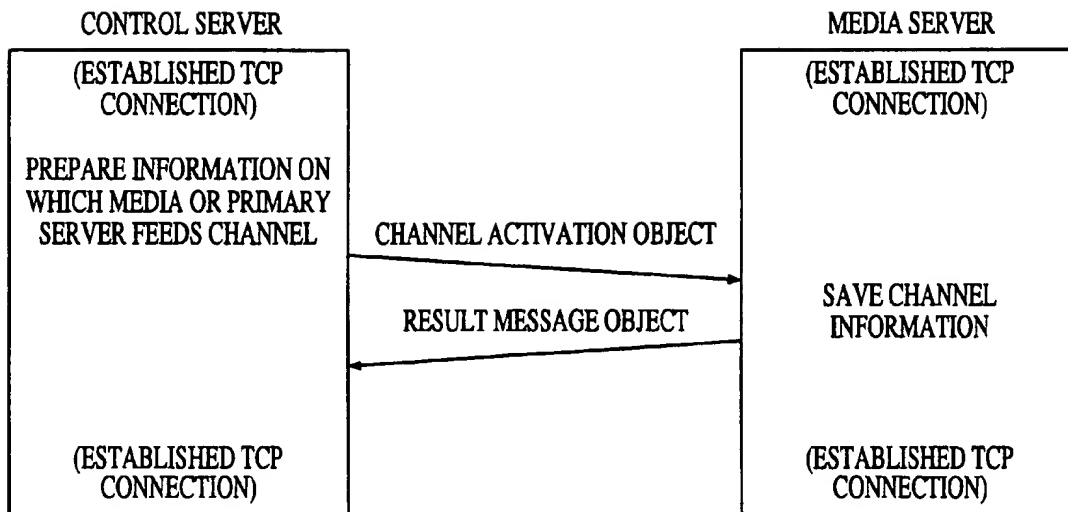 CONTROL SERVER
MEDIA SERVER
(ESTABLISHED TCP
CONNECTION)
(ESTABLISHED TCP
CONNECTION)
PREPARE INFORMATION ON
WHICH MEDIA OR PRIMARY
SERVER FEEDS CHANNEL
CHANNEL ACTIVATION OBJECT
RESULT MESSAGE OBJECT
SAVE CHANNEL
INFORMATION
(ESTABLISHED TCP
CONNECTION)
(ESTABLISHED TCP
CONNECTION)